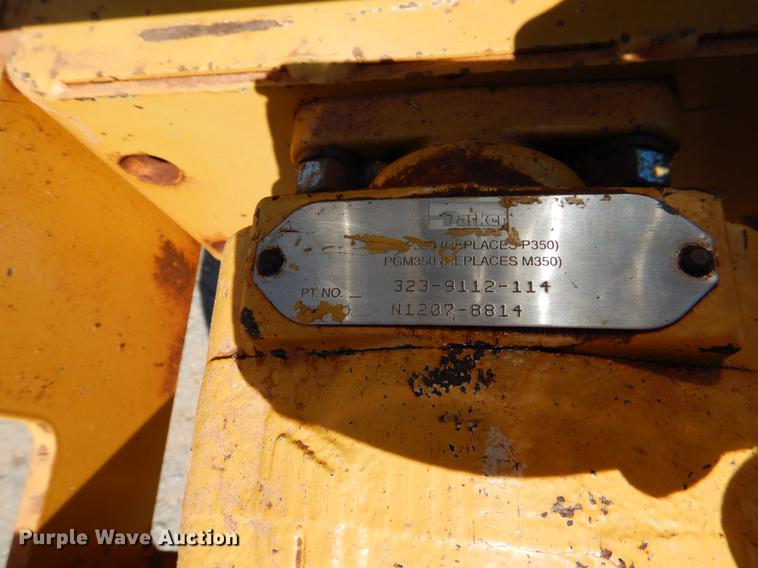 Parker
(REPLACES P350)
PGM350 (REPLACES M350)
PT. NO. 323-9112-114
N1207-8814
Purple Wave Auction